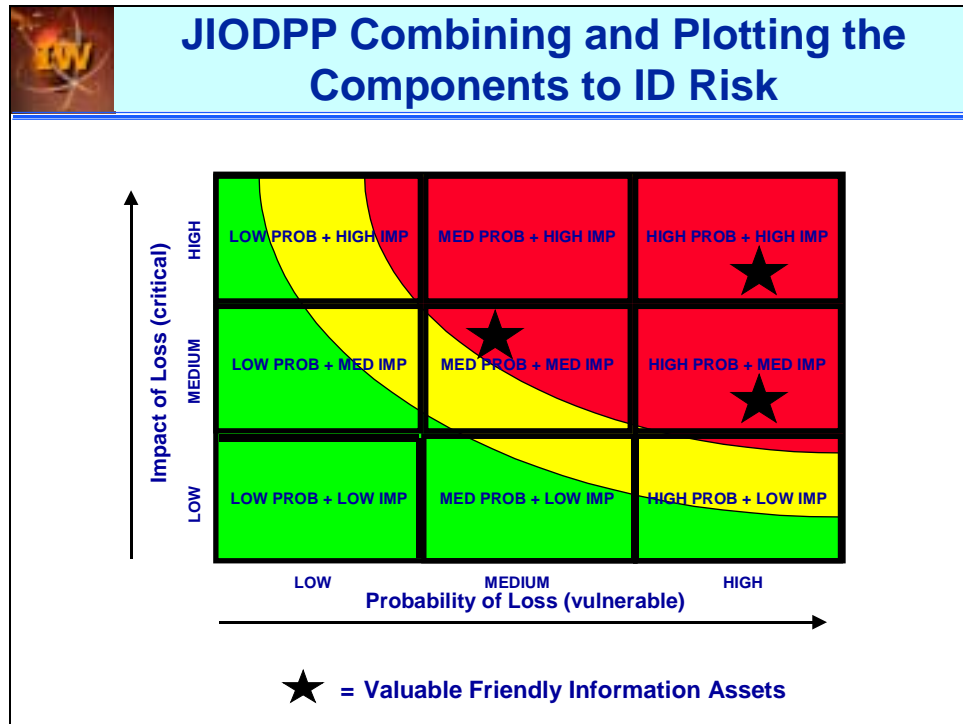 IW
JIODPP Combining and Plotting the
Components to ID Risk
Impact of Loss (critical)
HIGH
LOW PROB + HIGH IMP
MED PROB + HIGH IMP
HIGH PROB + HIGH IMP
MEDIUM
LOW PROB + MED IMP
MED PROB + MED IMP
HIGH PROB + MED IMP
LOW
LOW PROB + LOW IMP
MED PROB + LOW IMP
HIGH PROB + LOW IMP
LOW
MEDIUM
HIGH
Probability of Loss (vulnerable)
= Valuable Friendly Information Assets